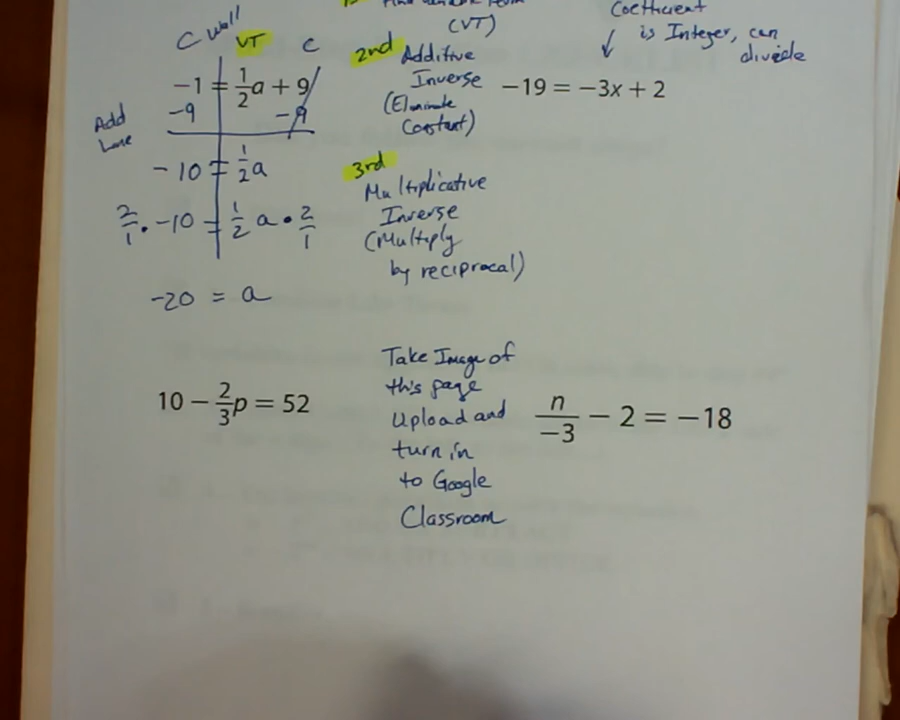 (VT)
C Wall
VT C
-1 = 1/2 a + 9
-9 -9
Add
Line
-10 = 1/2 a
2/1 · -10 = 1/2 a · 2/1
-20 = a
2nd Additive
Inverse
(Eliminate
Constant)
3rd
Multiplicative
Inverse
(Multiply
by reciprocal)
Coefficient
is Integer, can
divide
-19 = -3x + 2
10 - 2/3 p = 52
Take Image of
this page
Upload and
turn in
to Google
Classroom
n/-3 - 2 = -18